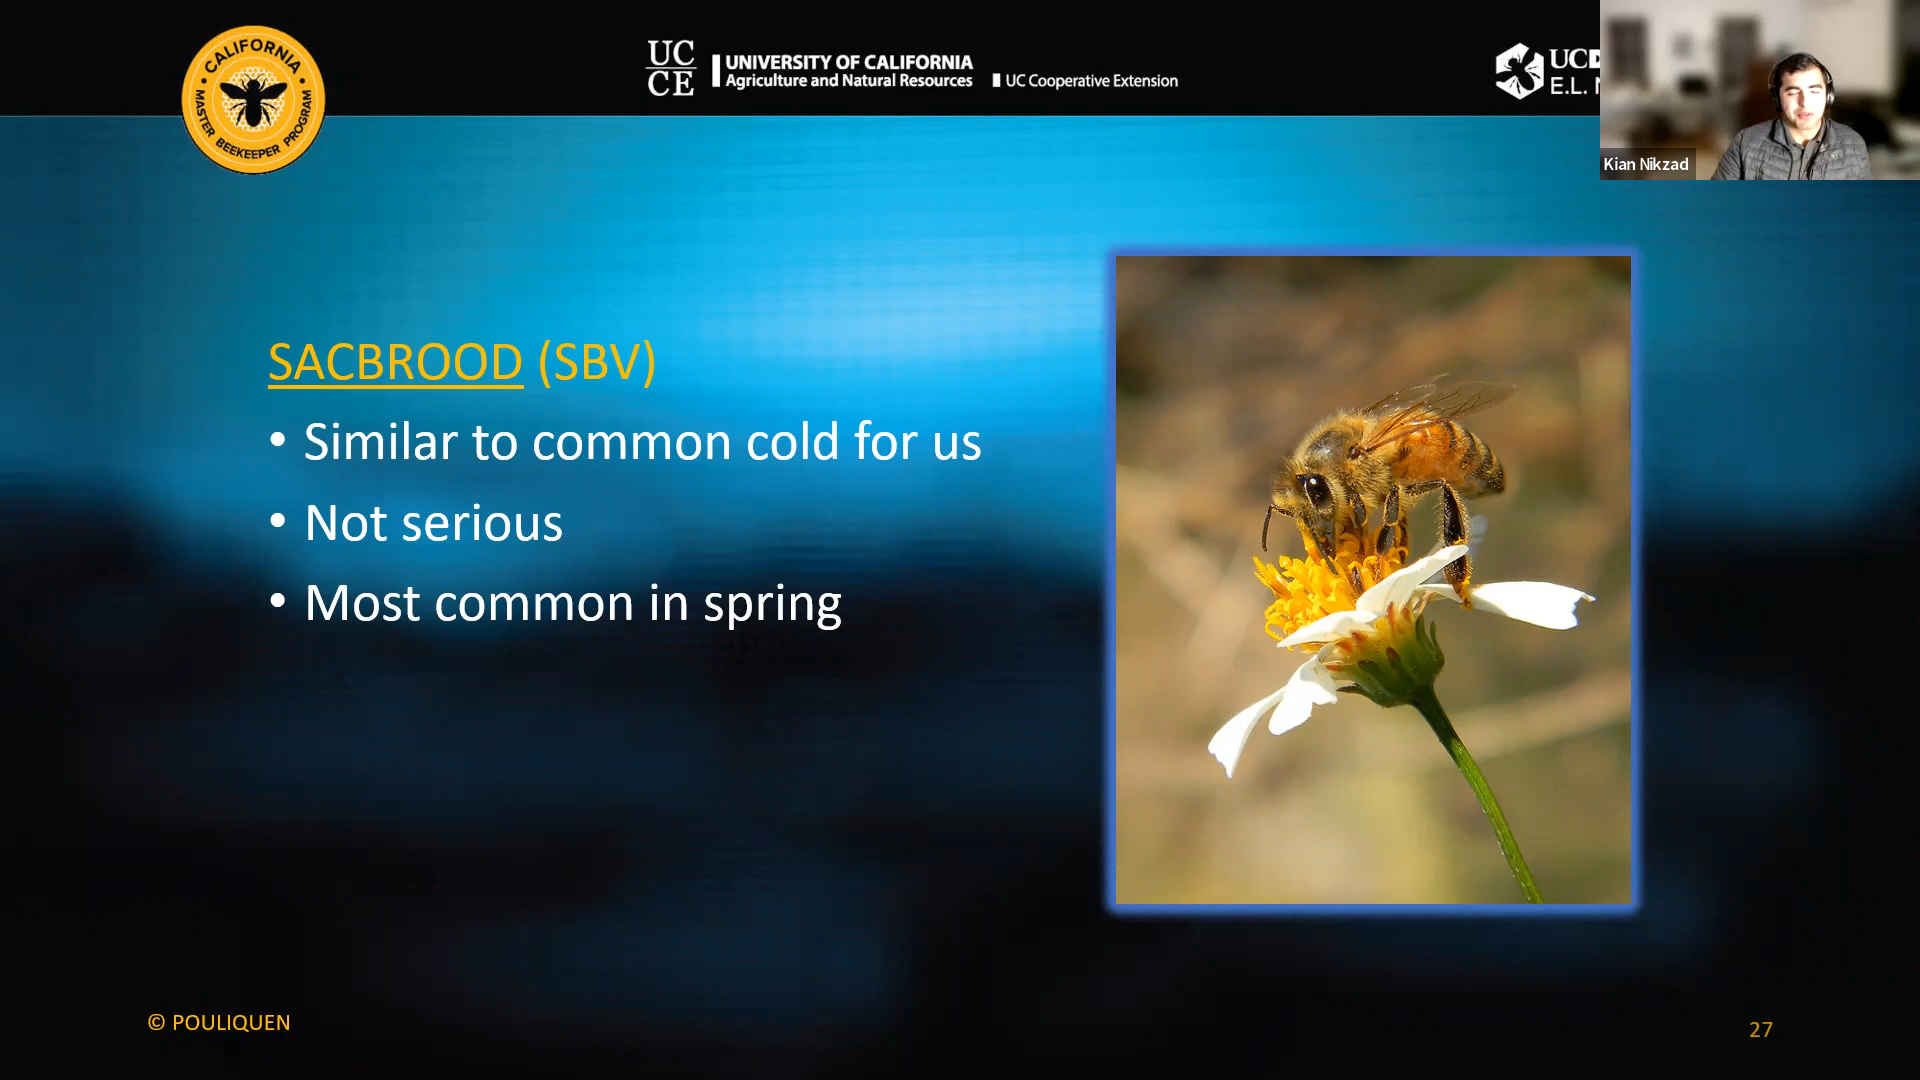 CALIFORNIA
MASTER BEEKEEPER PROGRAM
UC
CE
UNIVERSITY OF CALIFORNIA
Agriculture and Natural Resources
UC Cooperative Extension
E.L.
Kian Nikzad
SACBROOD (SBV)
• Similar to common cold for us
• Not serious
• Most common in spring
© POULIQUEN
27